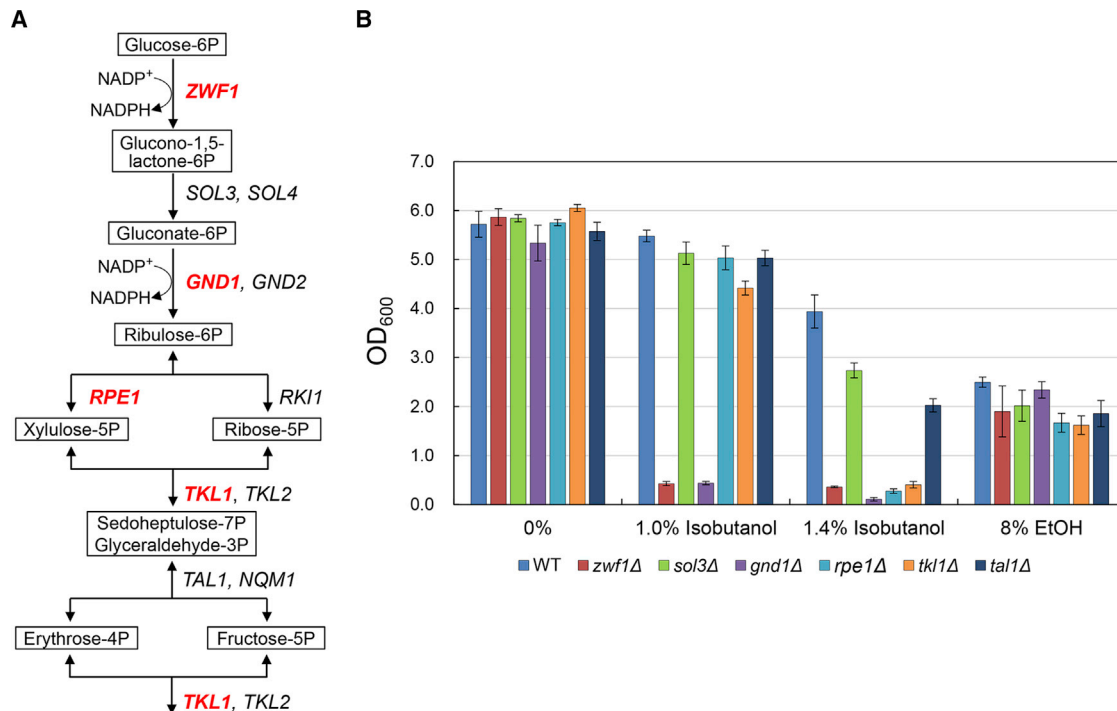 A
Glucose-6P
NADP+
ZWF1
NADPH
Glucono-1,5-
lactone-6P
SOL3, SOL4
Gluconate-6P
NADP+
GND1, GND2
NADPH
Ribulose-6P
RPE1
RKI1
Xylulose-5P
Ribose-5P
TKL1, TKL2
Sedoheptulose-7P
Glyceraldehyde-3P
TAL1, NQM1
Erythrose-4P
Fructose-5P
TKL1, TKL2
B
OD600
7.0
6.0
5.0
4.0
3.0
2.0
1.0
0.0
0%
1.0% Isobutanol
1.4% Isobutanol
8% EtOH
WT zwf1Δ sol3Δ gnd1Δ rpe1Δ tkl1Δ tal1Δ